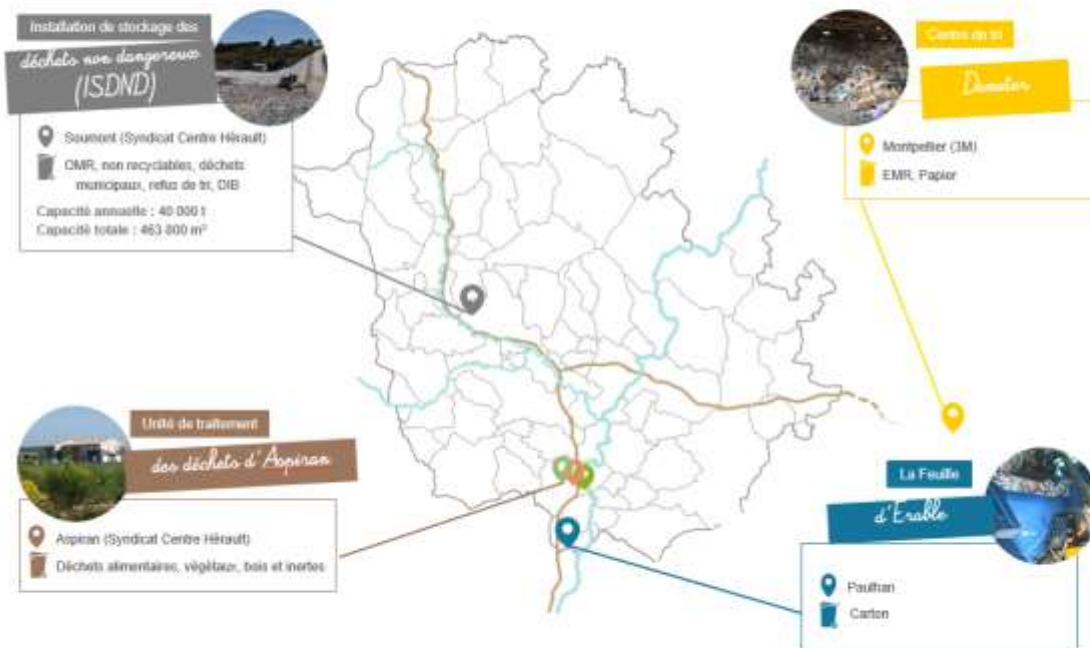 Installation de stockage des
déchets non dangereux
(ISDND)
Soumont (Syndicat Centre Hérault)
OMR, non recyclables, déchets
municipaux, refus de tri, DIB
Capacité annuelle : 40 000 t
Capacité totale : 463 800 m³
Centre de tri
Demeter
Montpellier (3M)
EMR, Papier
Unité de traitement
des déchets d'Aspiran
Aspiran (Syndicat Centre Hérault)
Déchets alimentaires, végétaux, bois et inertes
La Feuille
d'Erable
Paulhan
Carton